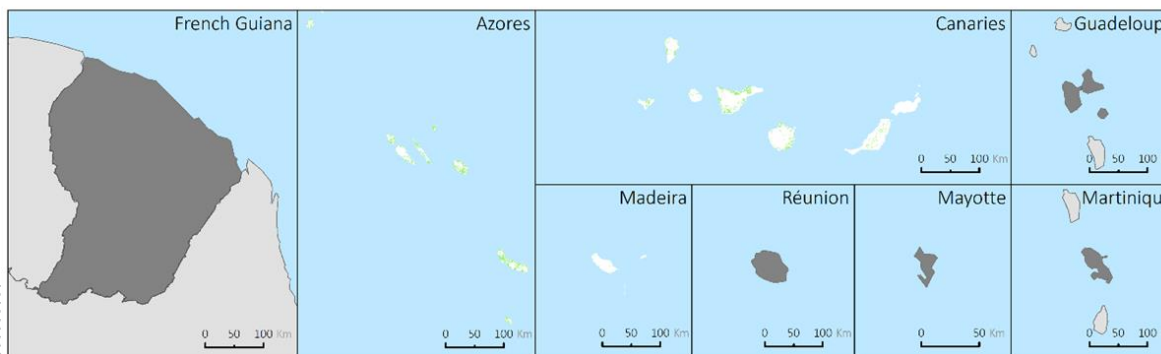 French Guiana
Azores
Canaries
Guadeloup
0 50 100 Km
0 50 100
Madeira
Réunion
Mayotte
Martiniqu
0 50 100 Km
0 50 100 Km
0 50 100 Km
0 50 100 Km
0 50 Km
0 50 100